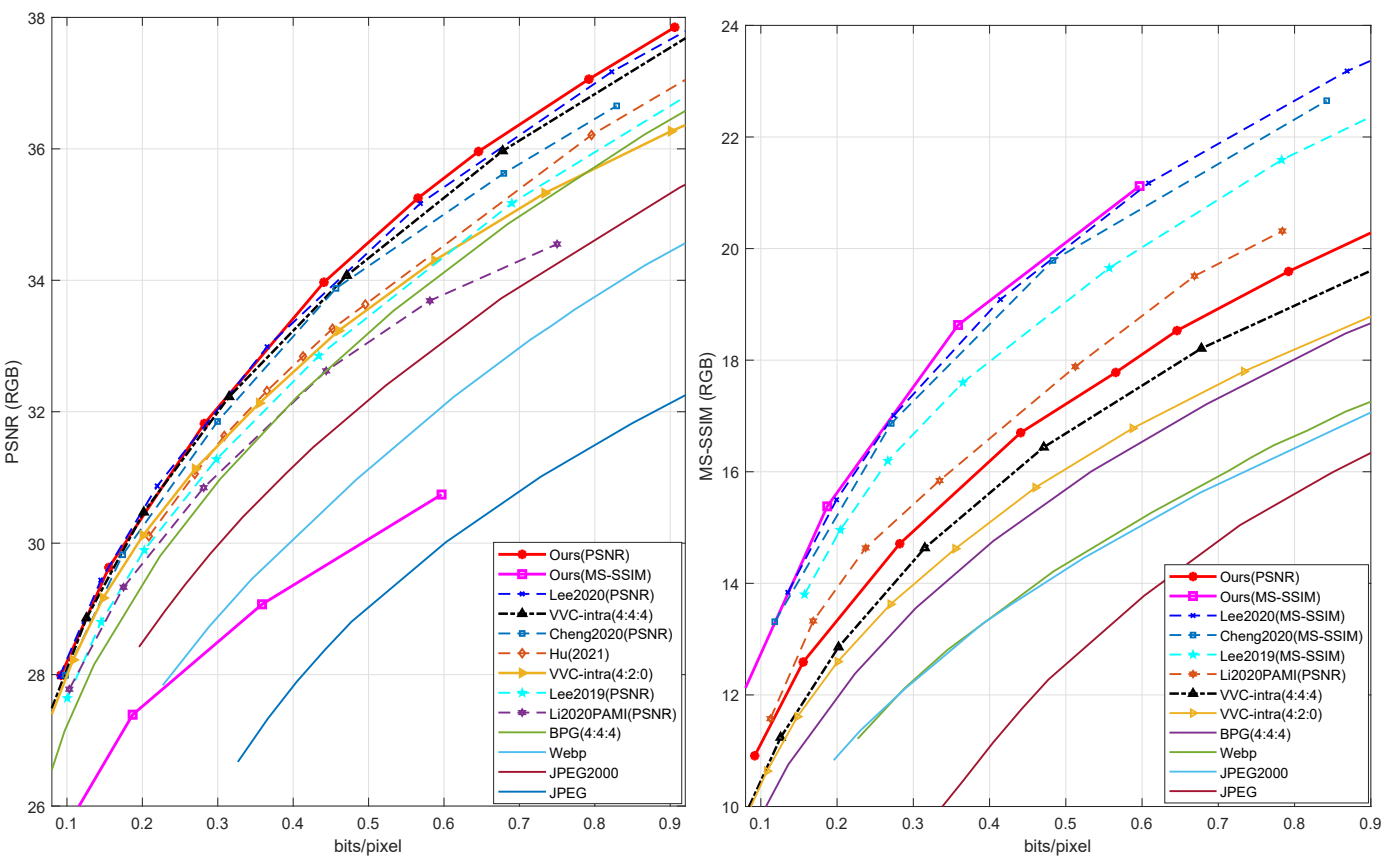 38
36
34
32
30
28
26
PSNR (RGB)
0.1 0.2 0.3 0.4 0.5 0.6 0.7 0.8 0.9
bits/pixel
Ours(PSNR)
Ours(MS-SSIM)
Lee2020(PSNR)
VVC-intra(4:4:4)
Cheng2020(PSNR)
Hu(2021)
VVC-intra(4:2:0)
Lee2019(PSNR)
Li2020PAMI(PSNR)
BPG(4:4:4)
Webp
JPEG2000
JPEG
24
22
20
18
16
14
12
10
MS-SSIM (RGB)
0.1 0.2 0.3 0.4 0.5 0.6 0.7 0.8 0.9
bits/pixel
Ours(PSNR)
Ours(MS-SSIM)
Lee2020(MS-SSIM)
Cheng2020(MS-SSIM)
Lee2019(MS-SSIM)
Li2020PAMI(PSNR)
VVC-intra(4:4:4)
VVC-intra(4:2:0)
BPG(4:4:4)
Webp
JPEG2000
JPEG